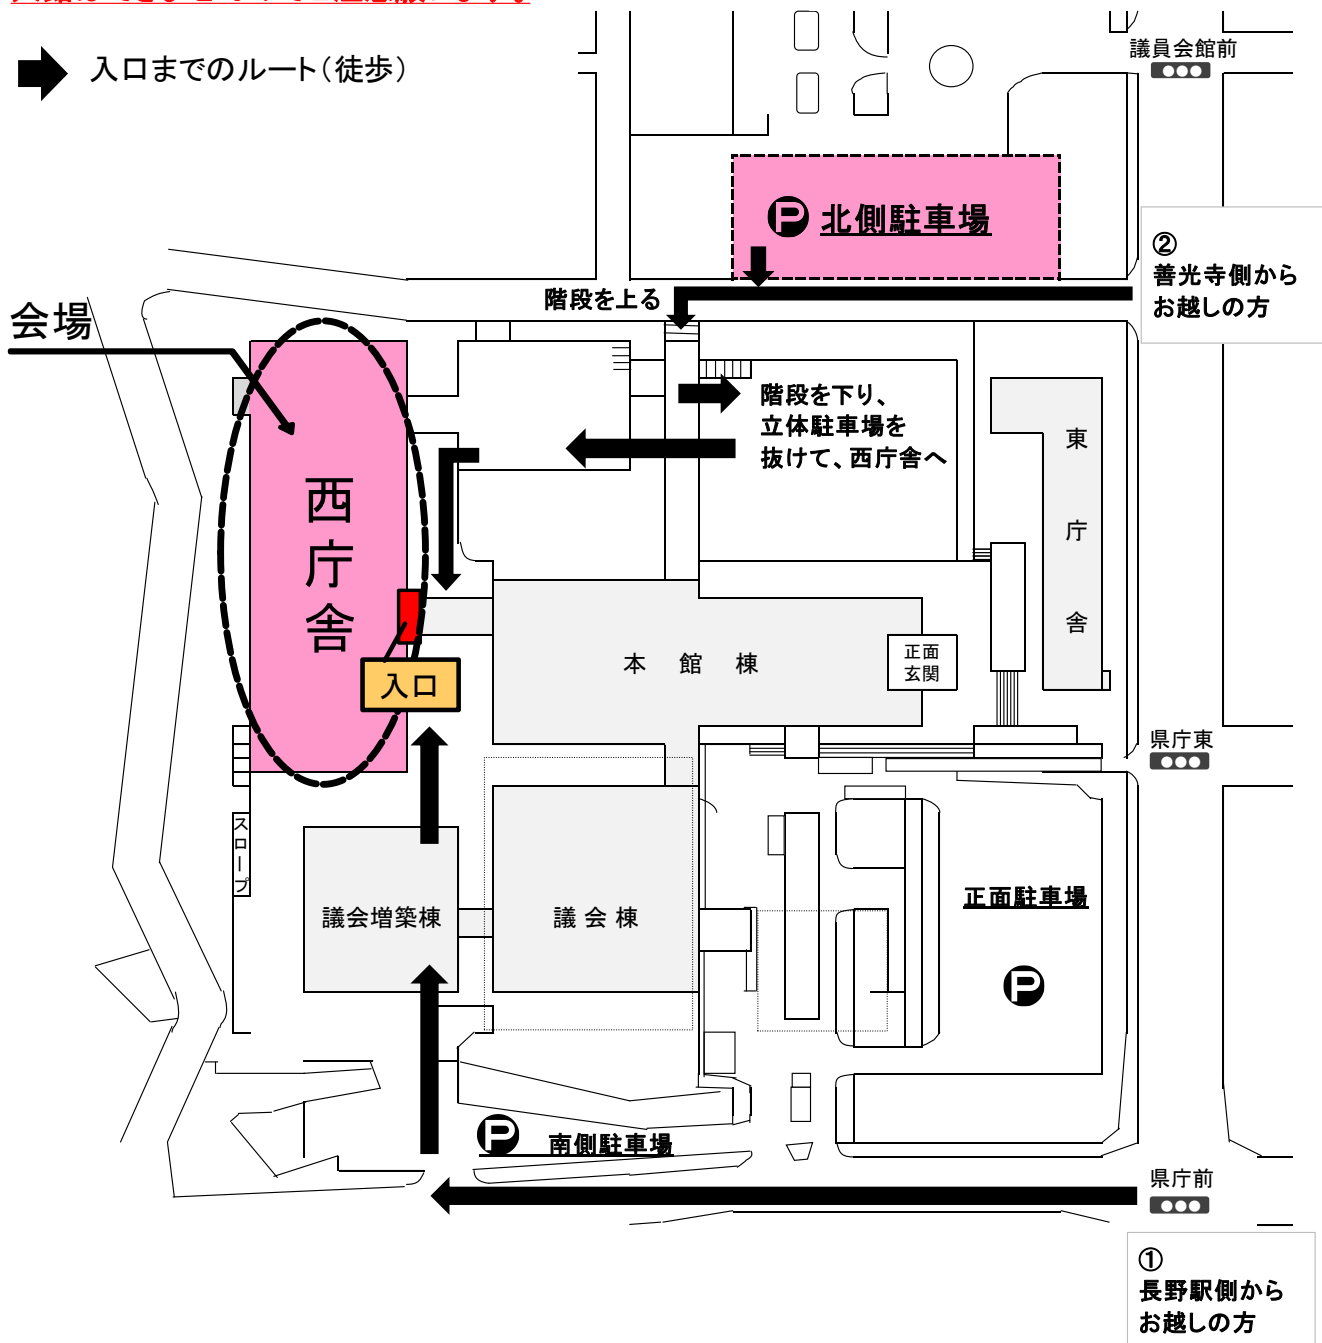 入口までのルート（徒歩）
議員会館前
P 北側駐車場
②
善光寺側から
お越しの方
階段を上る
会場
階段を下り、
立体駐車場を
抜けて、西庁舎へ
東庁舎
西庁舎
本館棟
正面
玄関
入口
県庁東
スロープ
議会増築棟
議会棟
正面駐車場
P
P 南側駐車場
県庁前
①
長野駅側から
お越しの方